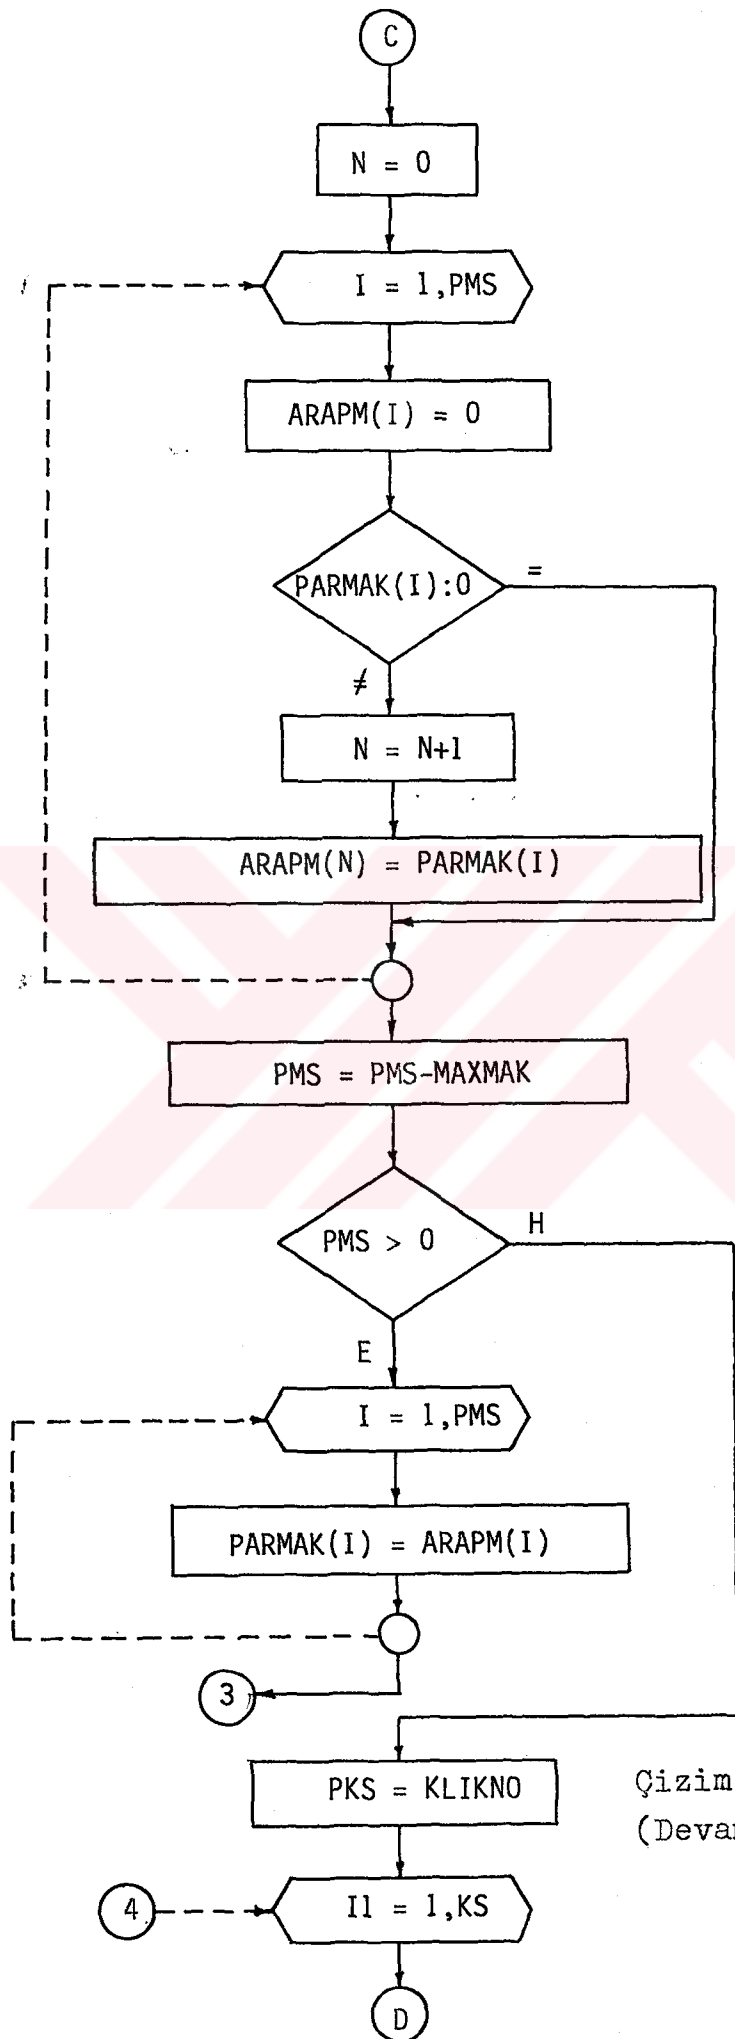 C
N = 0
I = 1,PMS
ARAPM(I) = 0
PARMAK(I):0
=
≠
N = N+1
ARAPM(N) = PARMAK(I)
PMS = PMS-MAXMAK
PMS > 0
H
E
I = 1,PMS
PARMAK(I) = ARAPM(I)
3
PKS = KLIKNO
Çizim
4
I1 = 1,KS
D